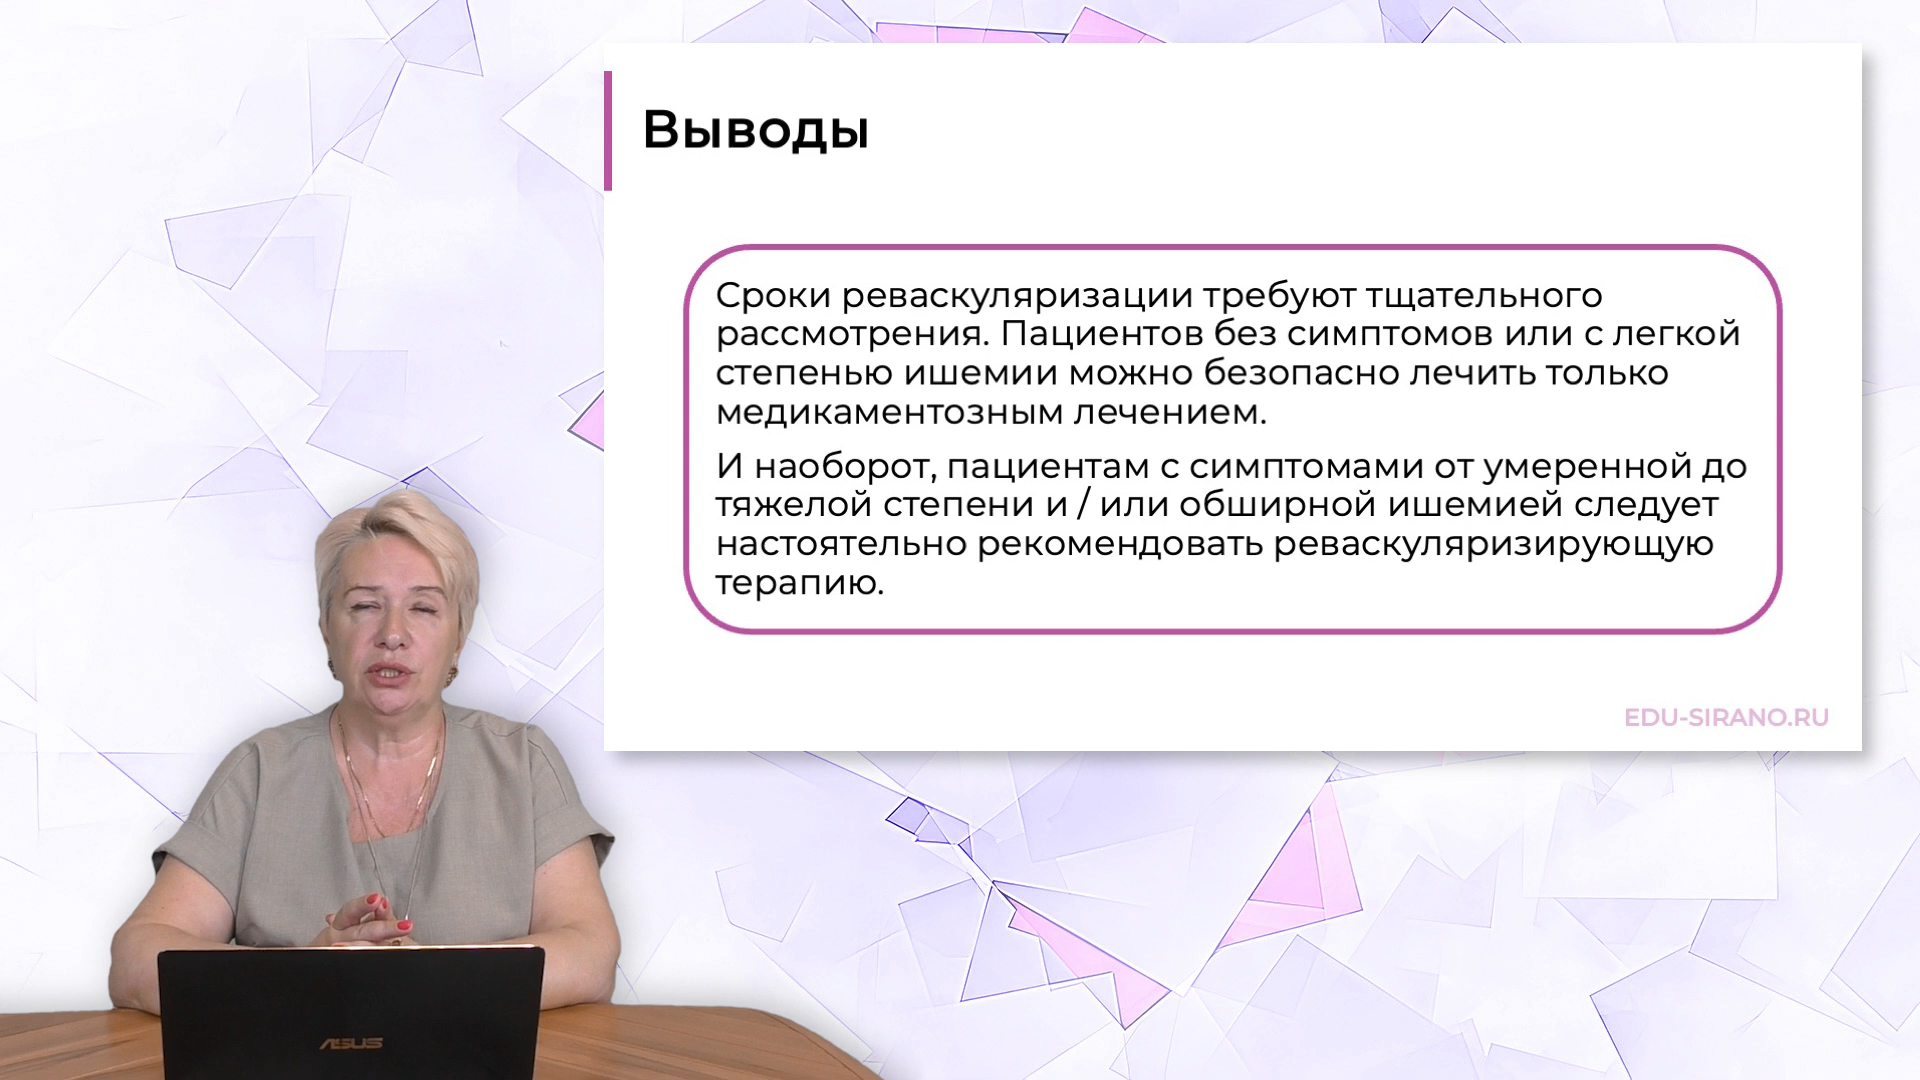 Выводы
Сроки реваскуляризации требуют тщательного
рассмотрения. Пациентов без симптомов или с легкой
степенью ишемии можно безопасно лечить только
медикаментозным лечением.
И наоборот, пациентам с симптомами от умеренной до
тяжелой степени и / или обширной ишемией следует
настоятельно рекомендовать реваскуляризирующую
терапию.
EDU-SIRANO.RU
ASUS